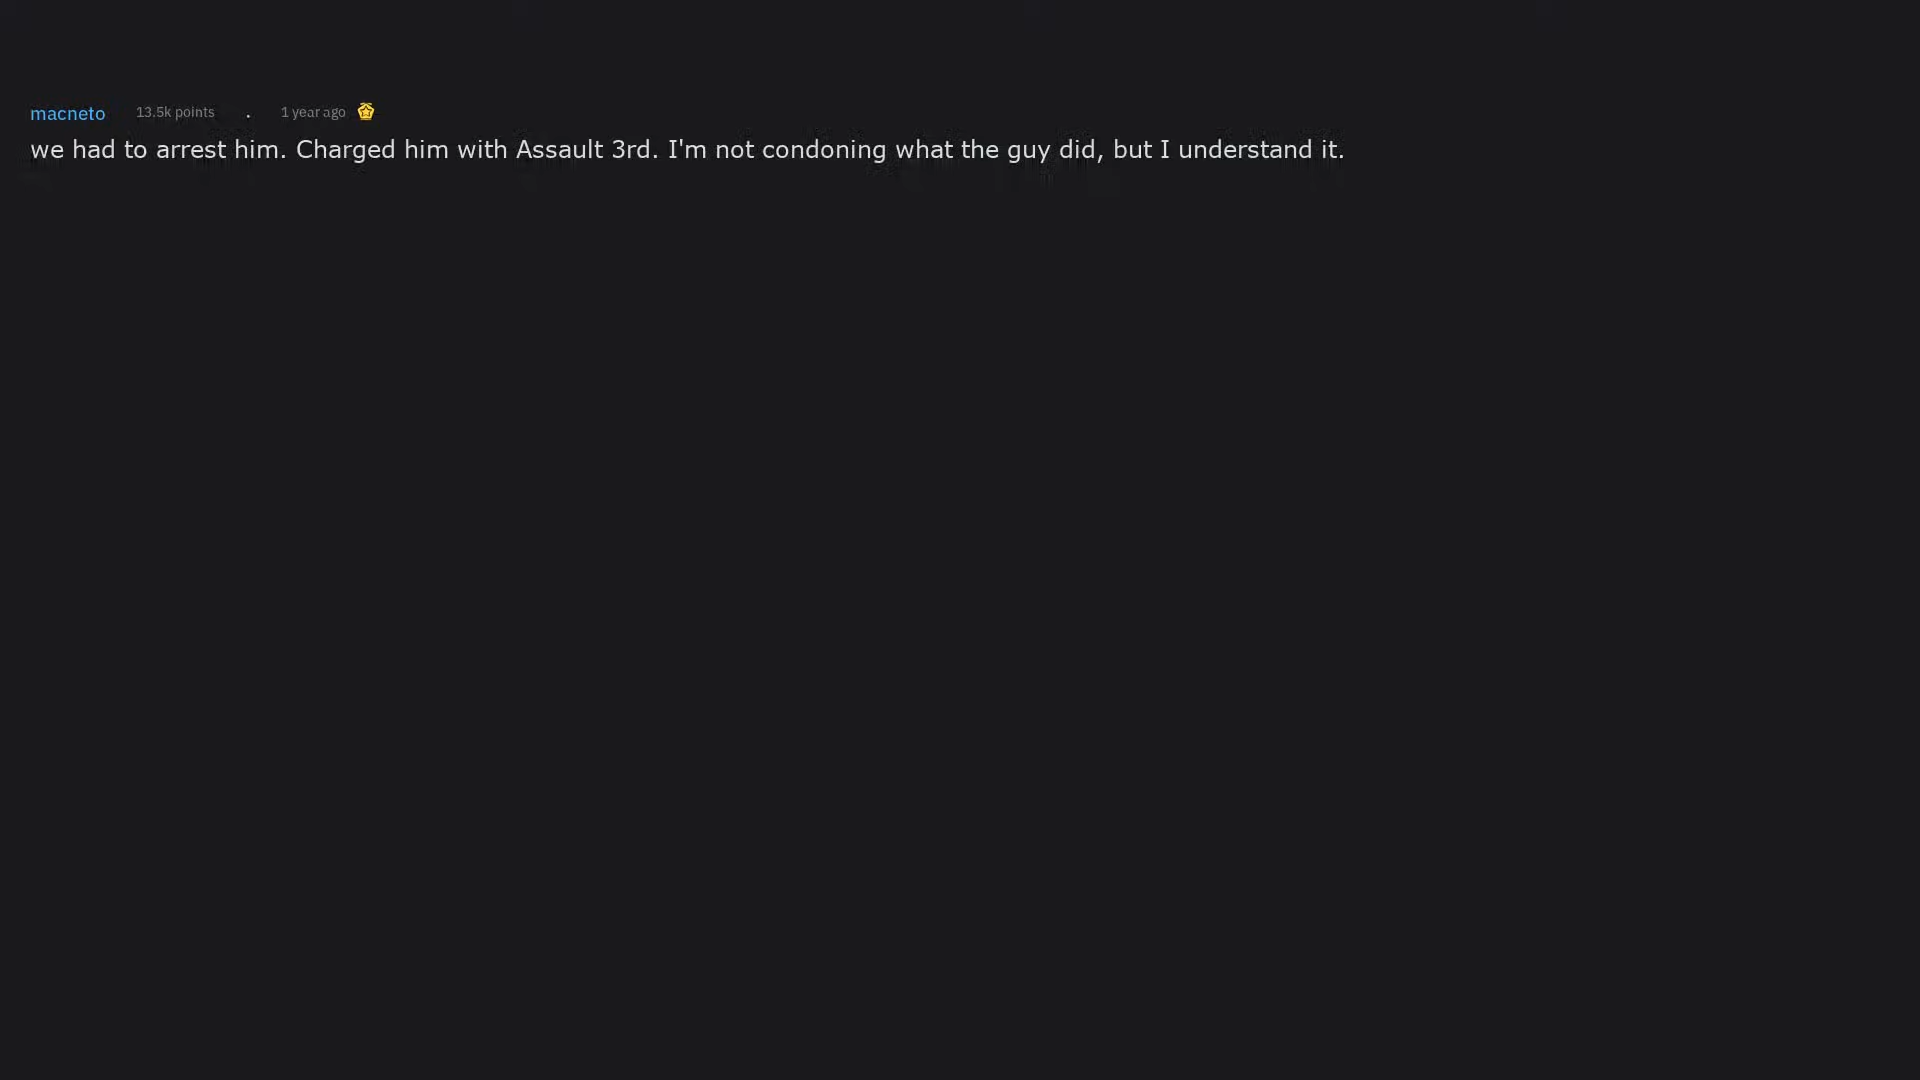 macneto 13.5k points . 1 year ago
we had to arrest him. Charged him with Assault 3rd. I'm not condoning what the guy did, but I understand it.